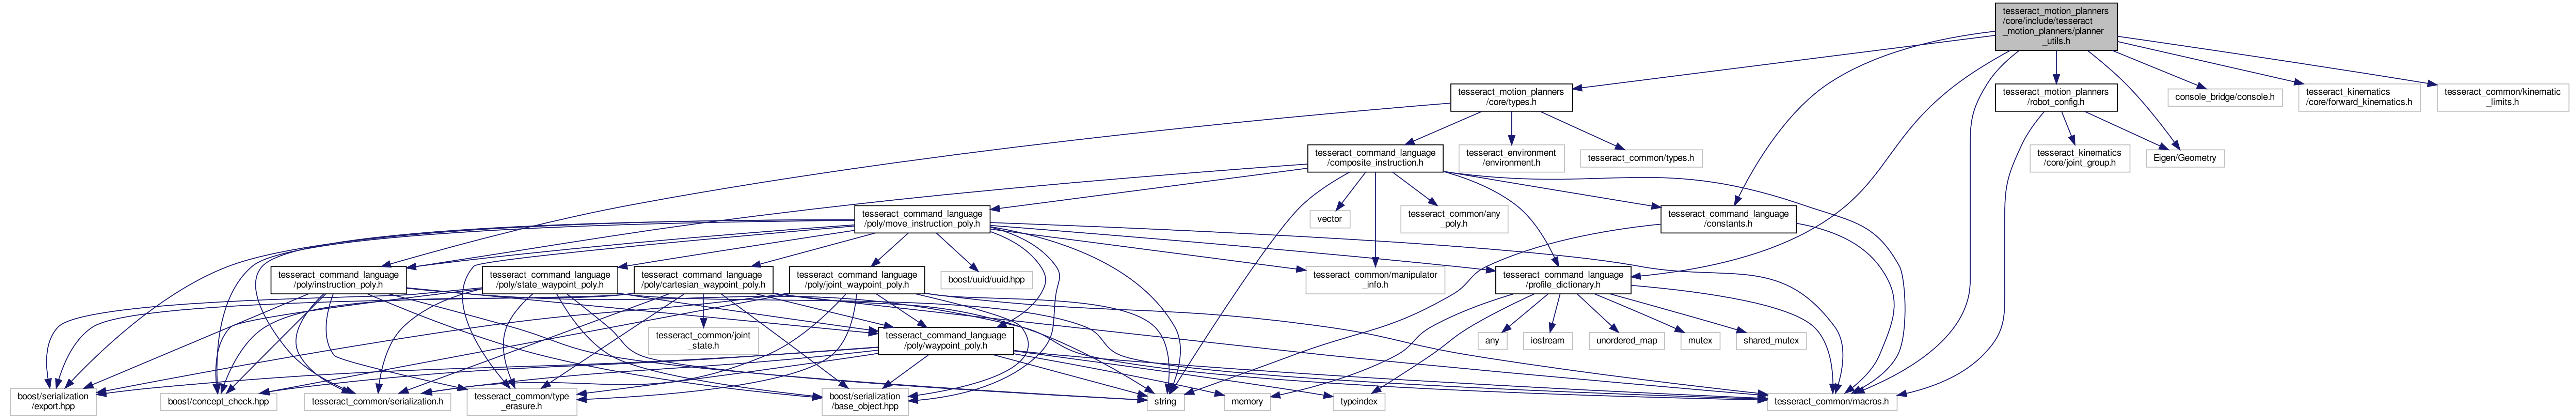 tesseract_motion_planners
/core/include/tesseract
_motion_planners/planner
_utils.h
tesseract_motion_planners
/core/types.h
tesseract_motion_planners
/robot_config.h
console_bridge/console.h
tesseract_kinematics
/core/forward_kinematics.h
tesseract_common/kinematic
_limits.h
tesseract_command_language
/composite_instruction.h
tesseract_environment
/environment.h
tesseract_common/types.h
tesseract_kinematics
/core/joint_group.h
Eigen/Geometry
tesseract_command_language
/poly/move_instruction_poly.h
vector
tesseract_common/any
_poly.h
tesseract_command_language
/constants.h
tesseract_command_language
/poly/instruction_poly.h
tesseract_command_language
/poly/state_waypoint_poly.h
tesseract_command_language
/poly/cartesian_waypoint_poly.h
tesseract_command_language
/poly/joint_waypoint_poly.h
boost/uuid/uuid.hpp
tesseract_common/manipulator
_info.h
tesseract_command_language
/profile_dictionary.h
tesseract_common/joint
_state.h
tesseract_command_language
/poly/waypoint_poly.h
any
iostream
unordered_map
mutex
shared_mutex
boost/serialization
/export.hpp
boost/concept_check.hpp
tesseract_common/serialization.h
tesseract_common/type
_erasure.h
boost/serialization
/base_object.hpp
string
memory
typeindex
tesseract_common/macros.h